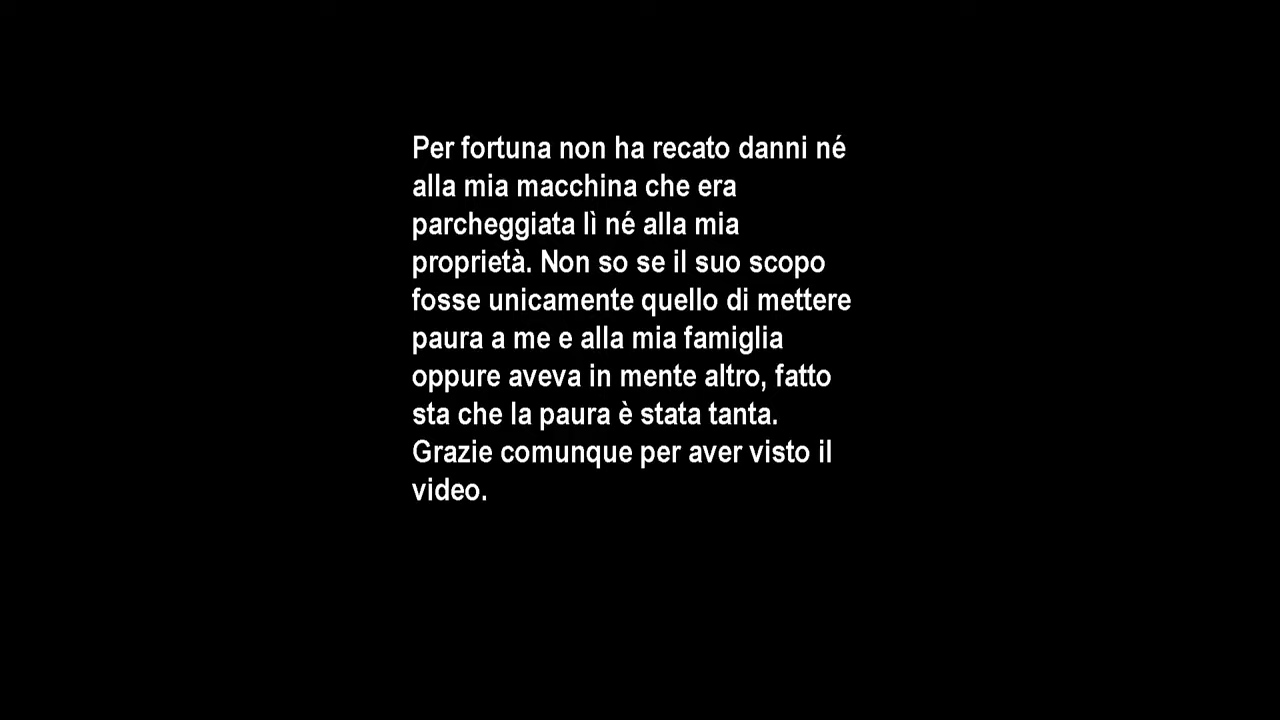 Per fortuna non ha recato danni né
alla mia macchina che era
parcheggiata lì né alla mia
proprietà. Non so se il suo scopo
fosse unicamente quello di mettere
paura a me e alla mia famiglia
oppure aveva in mente altro, fatto
sta che la paura è stata tanta.
Grazie comunque per aver visto il
video.